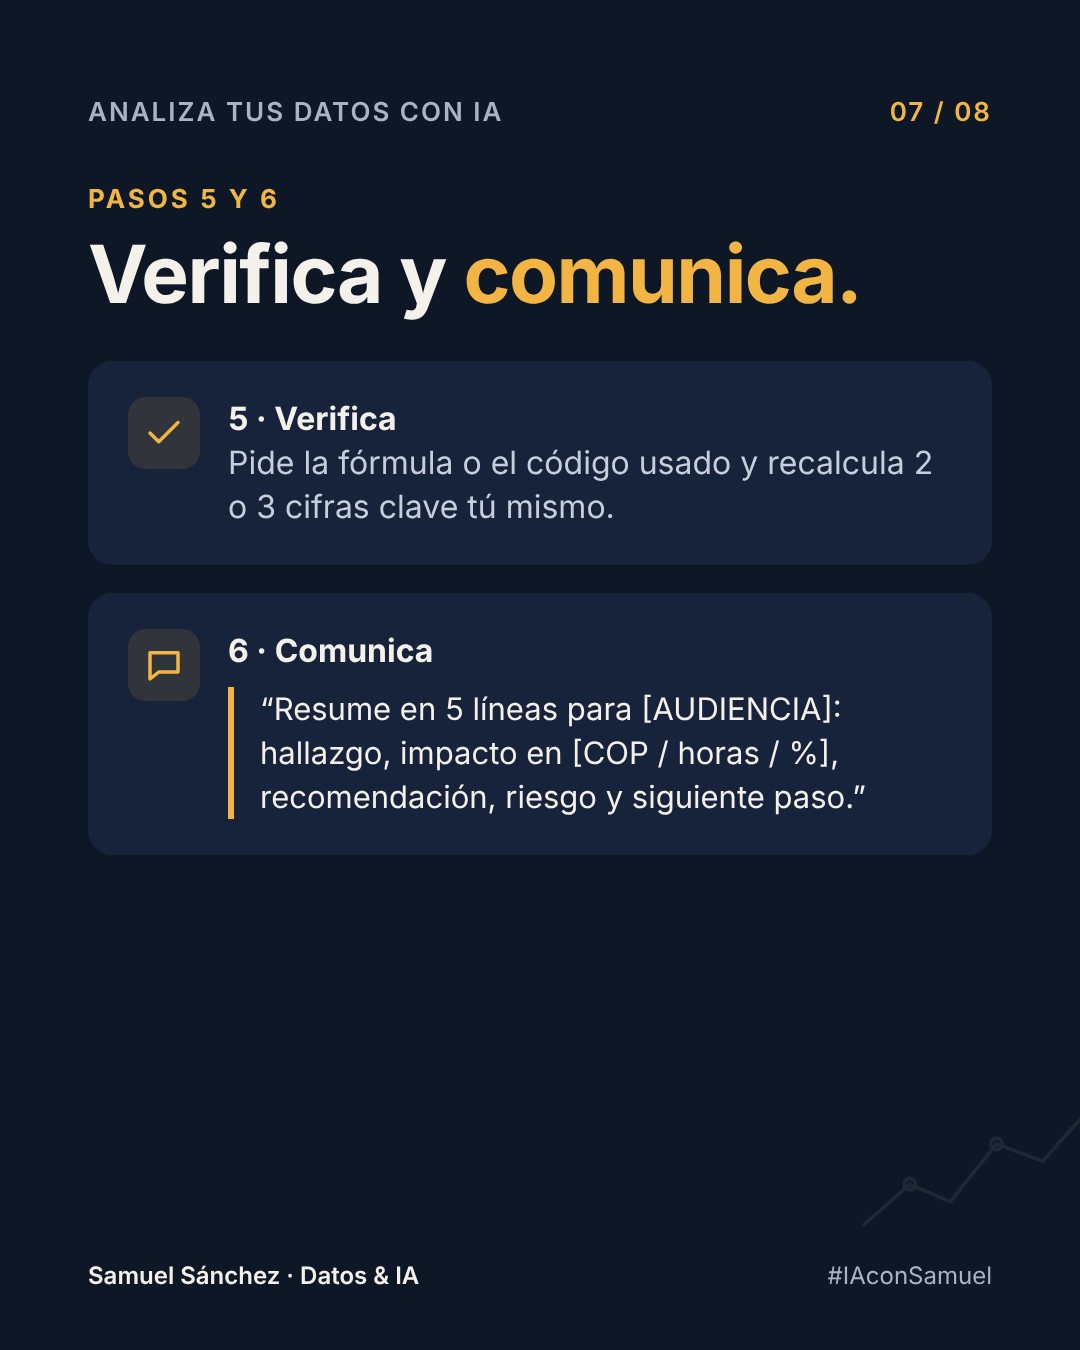 ANALIZA TUS DATOS CON IA
07 / 08
PASOS 5 Y 6
Verifica y comunica.
5 · Verifica
Pide la fórmula o el código usado y recalcula 2
o 3 cifras clave tú mismo.
6 · Comunica
“Resume en 5 líneas para [AUDIENCIA]:
hallazgo, impacto en [COP / horas / %],
recomendación, riesgo y siguiente paso.”
Samuel Sánchez · Datos & IA
#IAconSamuel